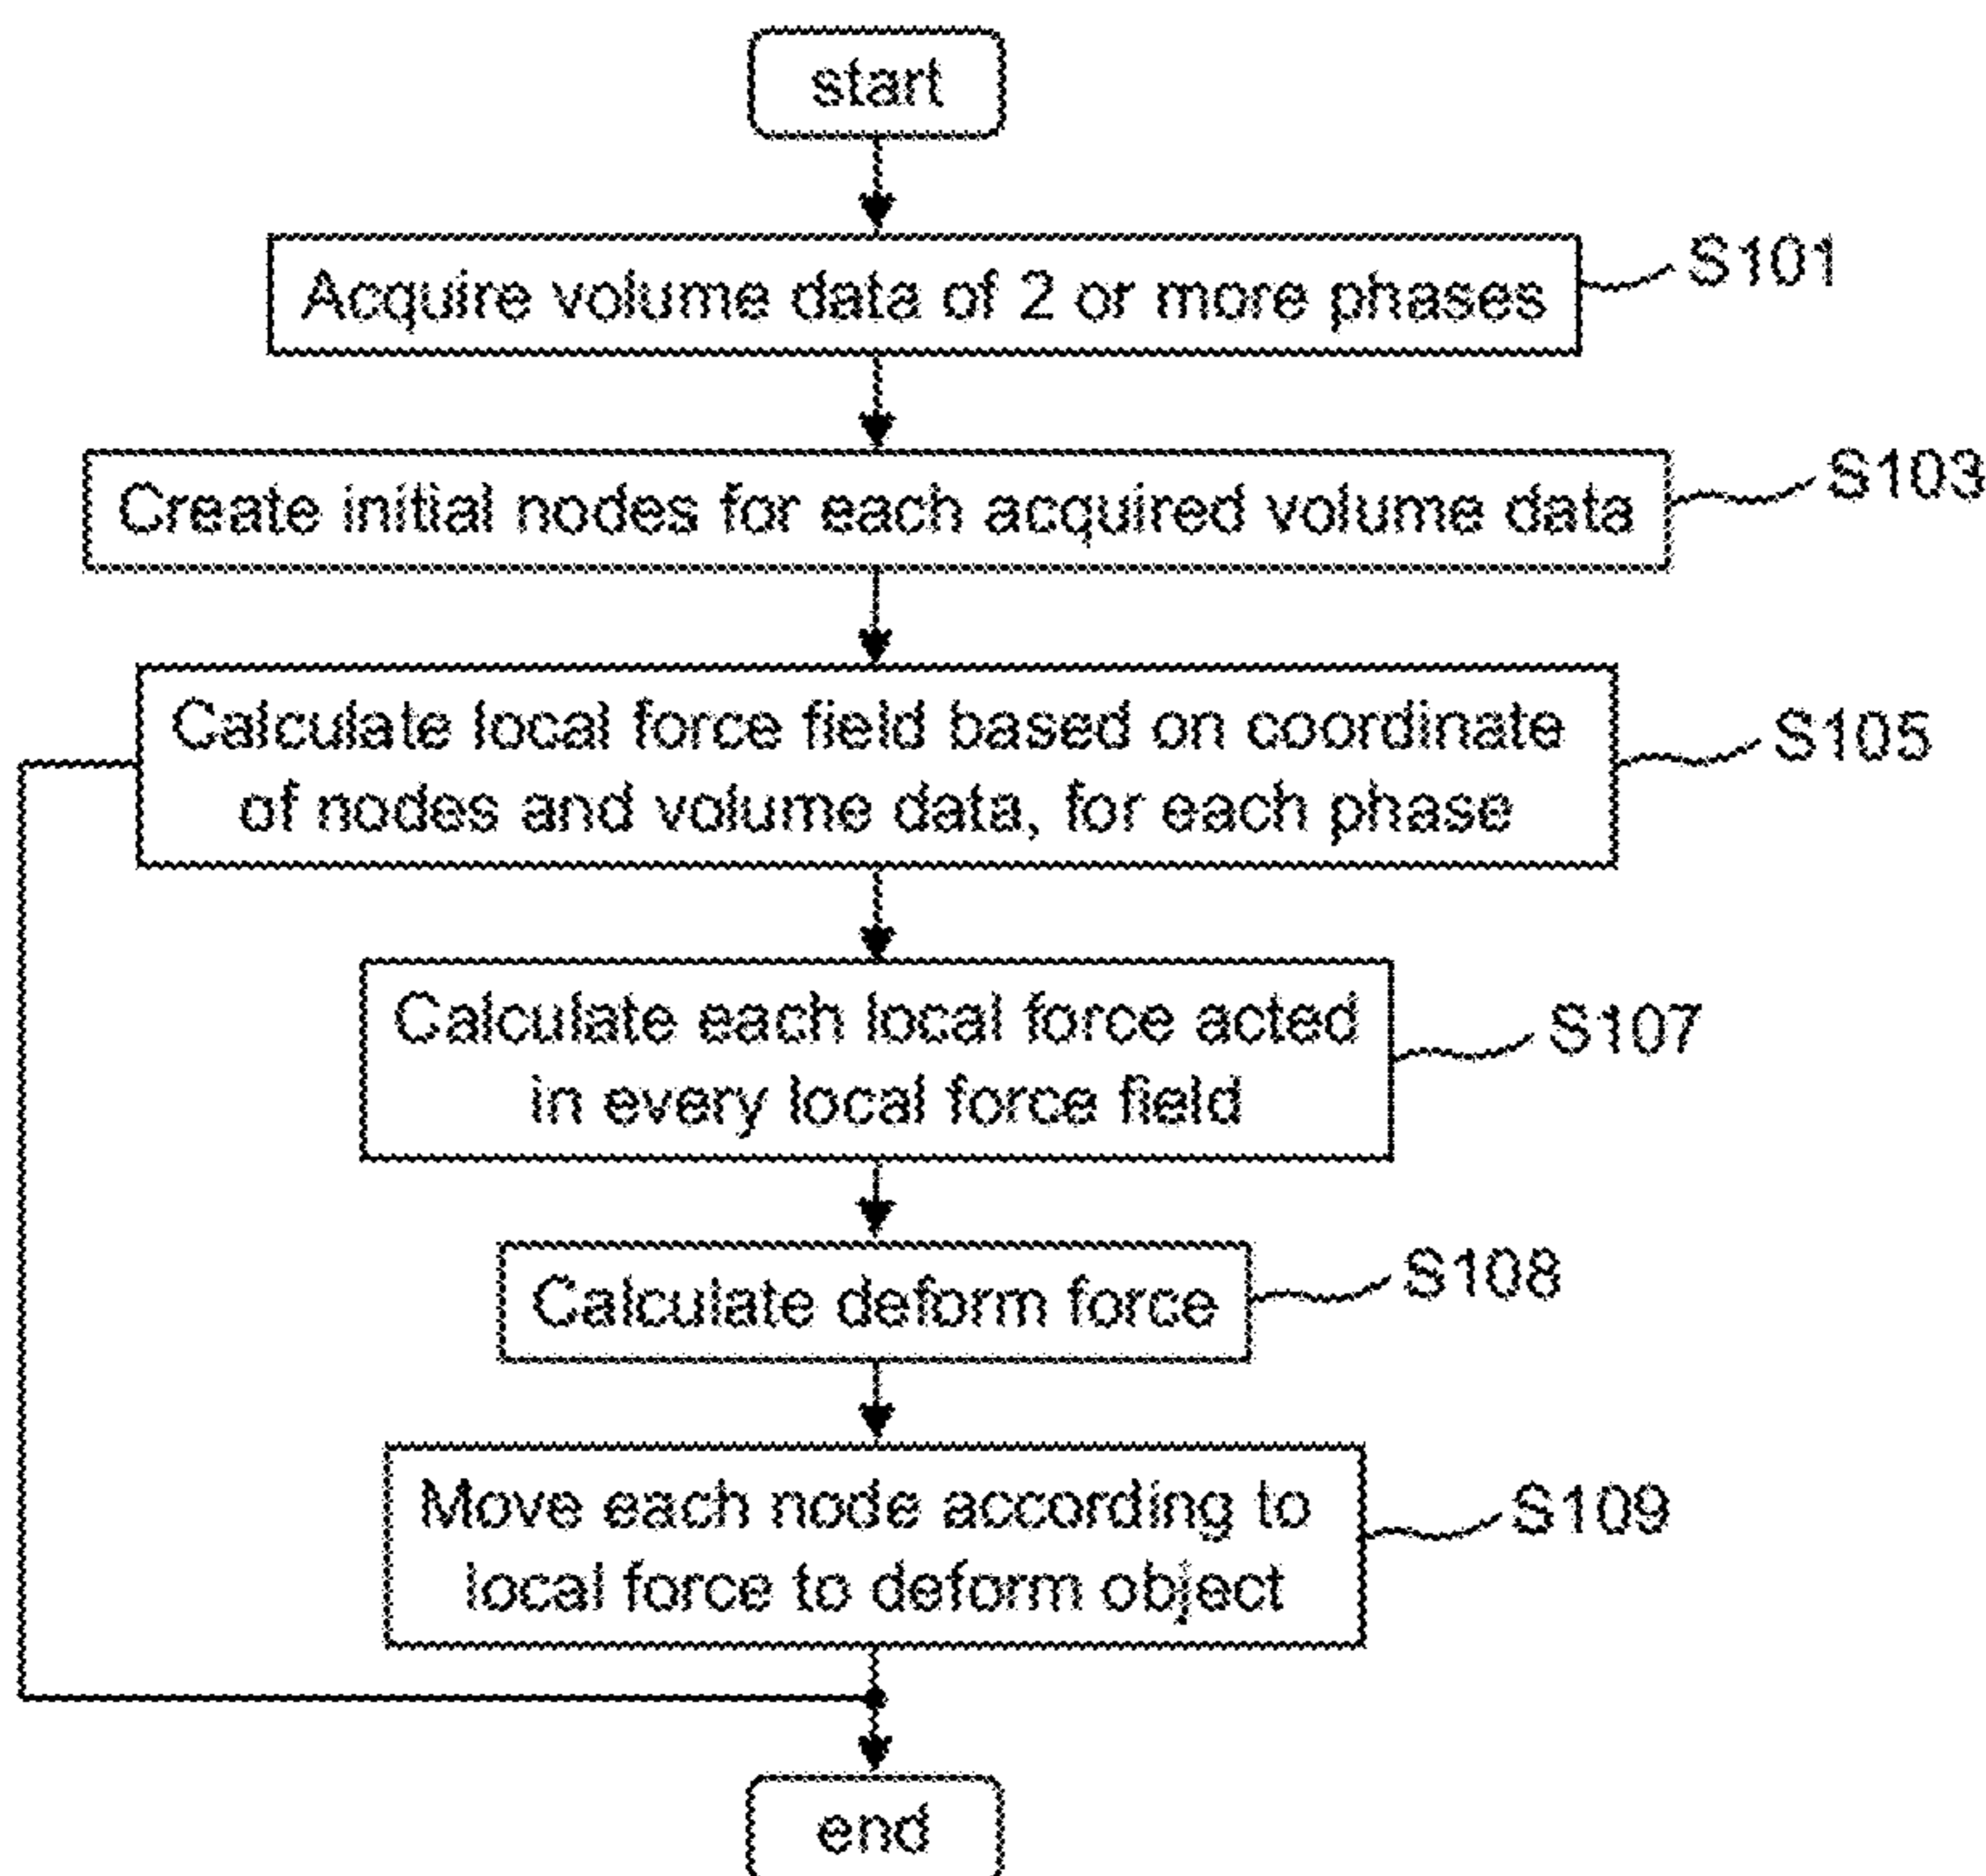 start
Acquire volume data of 2 or more phases
S101
Create initial nodes for each acquired volume data
S103
Calculate local force field based on coordinate
of nodes and volume data, for each phase
S105
Calculate each local force acted
in every local force field
S107
Calculate deform force
S108
Move each node according to
local force to deform object
S109
end